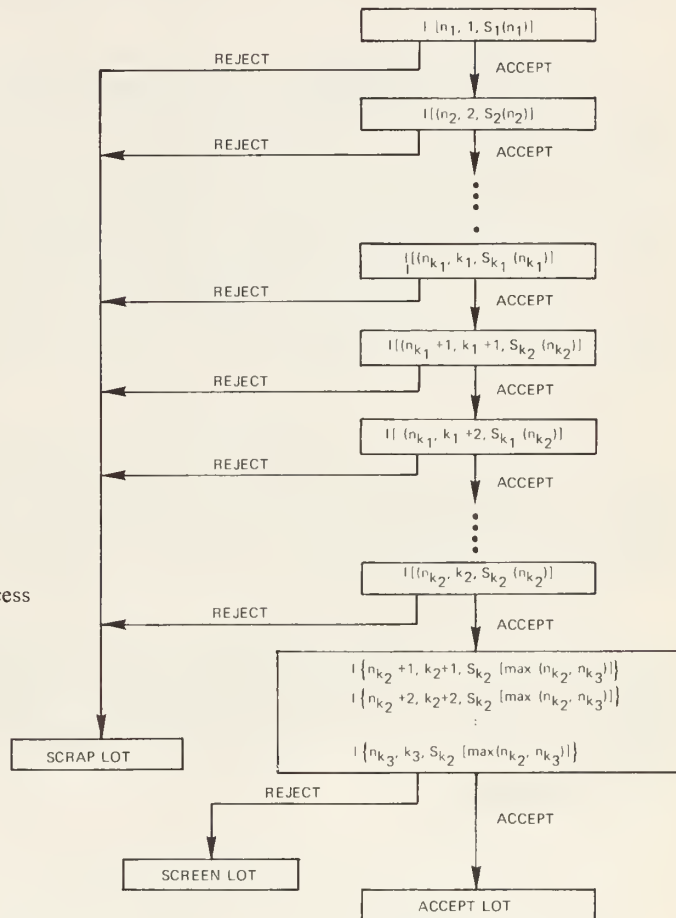 I [n₁, 1, S₁(n₁)]
REJECT
ACCEPT
I[(n₂, 2, S₂(n₂)]
REJECT
ACCEPT
I[(nₖ₁, k₁, Sₖ₁ (nₖ₁)]
REJECT
ACCEPT
I[(nₖ₁ +1, k₁ +1, Sₖ₂ (nₖ₂)]
REJECT
ACCEPT
I[ (nₖ₁, k₁ +2, Sₖ₁ (nₖ₂)]
REJECT
ACCEPT
I[(nₖ₂, k₂, Sₖ₂ (nₖ₂)]
cess
REJECT
ACCEPT
I {nₖ₂ +1, k₂+1, Sₖ₂ [max (nₖ₂, nₖ₃)]}
I {nₖ₂ +2, k₂+2, Sₖ₂ [max (nₖ₂, nₖ₃)]}
:
I {nₖ₃, k₃, Sₖ₂ [max(nₖ₂, nₖ₃)]}
SCRAP LOT
REJECT
ACCEPT
SCREEN LOT
ACCEPT LOT